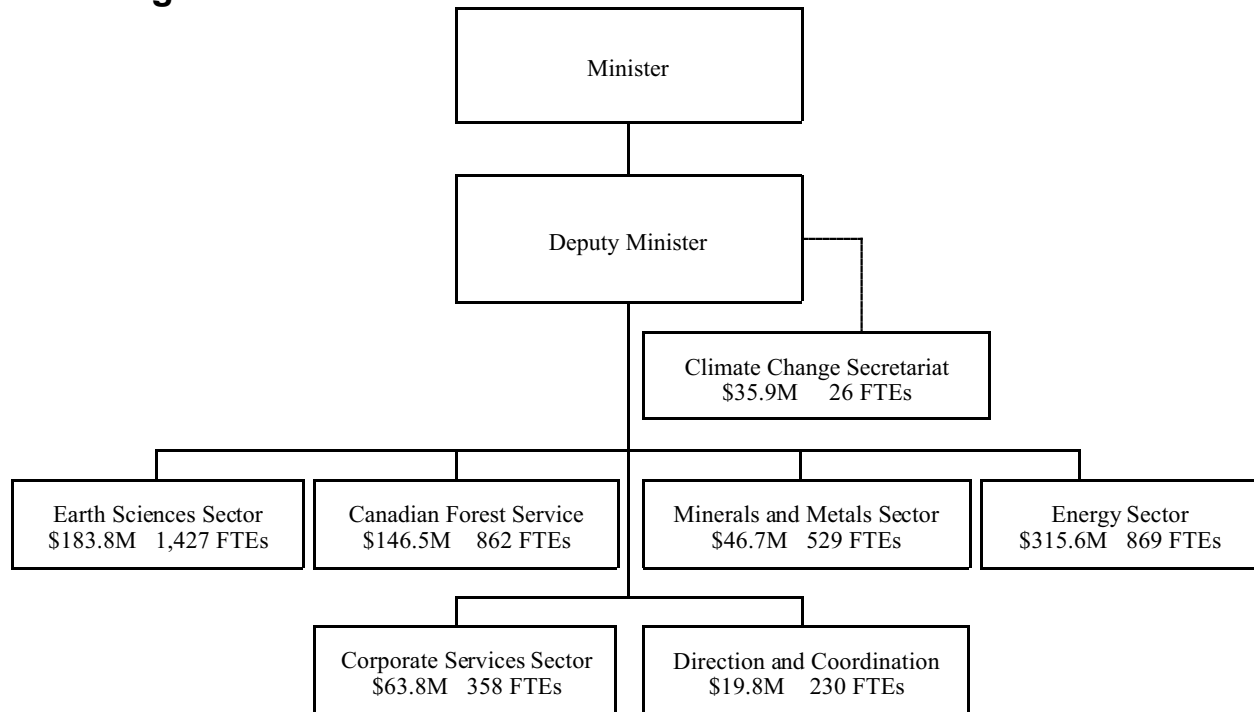 Minister
Deputy Minister
Climate Change Secretariat
$35.9M 26 FTEs
Earth Sciences Sector
$183.8M 1,427 FTEs
Canadian Forest Service
$146.5M 862 FTEs
Minerals and Metals Sector
$46.7M 529 FTEs
Energy Sector
$315.6M 869 FTEs
Corporate Services Sector
$63.8M 358 FTEs
Direction and Coordination
$19.8M 230 FTEs